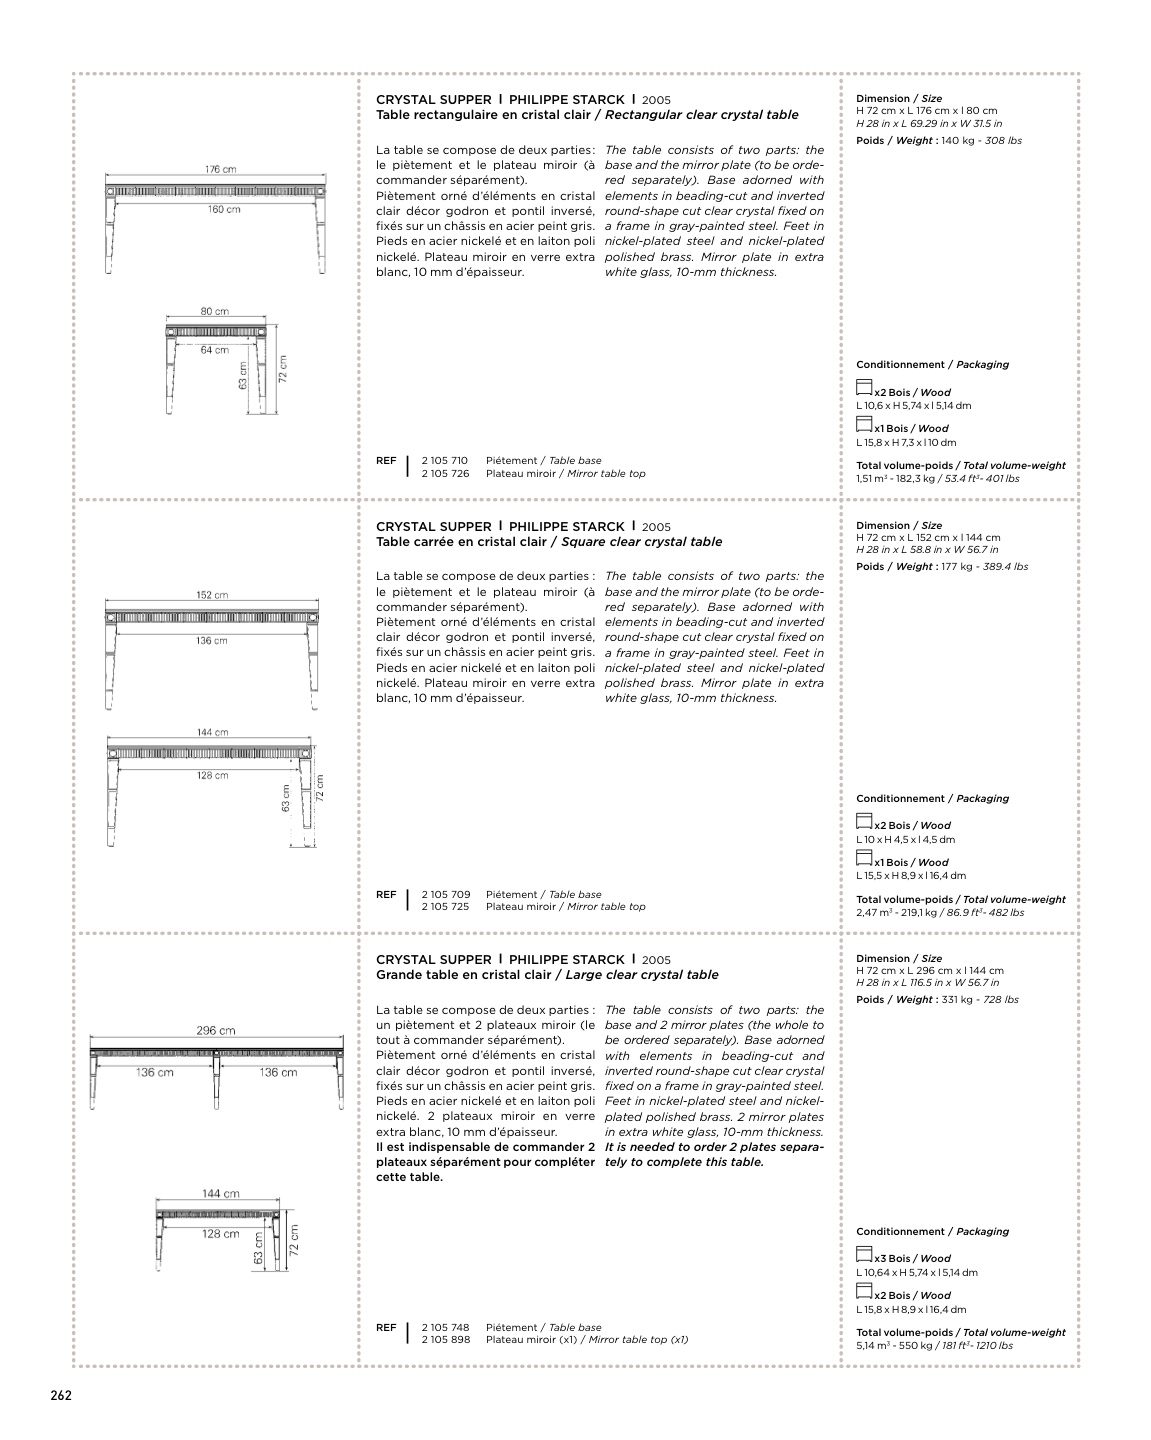 176 cm
160 cm
80 cm
64 cm
63 cm
72 cm
CRYSTAL SUPPER I PHILIPPE STARCK I 2005
Table rectangulaire en cristal clair / Rectangular clear crystal table
La table se compose de deux parties :
le piètement et le plateau miroir (à
commander séparément).
Piètement orné d'éléments en cristal
clair décor godron et pontil inversé,
fixés sur un châssis en acier peint gris.
Pieds en acier nickelé et en laiton poli
nickelé. Plateau miroir en verre extra
blanc, 10 mm d'épaisseur.
The table consists of two parts: the
base and the mirror plate (to be orde-
red separately). Base adorned with
elements in beading-cut and inverted
round-shape cut clear crystal fixed on
a frame in gray-painted steel. Feet in
nickel-plated steel and nickel-plated
polished brass. Mirror plate in extra
white glass, 10-mm thickness.
REF
2 105 710 Piétement / Table base
2 105 726 Plateau miroir / Mirror table top
Dimension / Size
H 72 cm x L 176 cm x l 80 cm
H 28 in x L 69.29 in x W 31.5 in
Poids / Weight : 140 kg - 308 lbs
Conditionnement / Packaging
x2 Bois / Wood
L 10,6 x H 5,74 x l 5,14 dm
x1 Bois / Wood
L 15,8 x H 7,3 x l 10 dm
Total volume-poids / Total volume-weight
1,51 m³ - 182,3 kg / 53.4 ft³- 401 lbs
152 cm
136 cm
144 cm
128 cm
63 cm
72 cm
CRYSTAL SUPPER I PHILIPPE STARCK I 2005
Table carrée en cristal clair / Square clear crystal table
La table se compose de deux parties :
le piètement et le plateau miroir (à
commander séparément).
Piètement orné d'éléments en cristal
clair décor godron et pontil inversé,
fixés sur un châssis en acier peint gris.
Pieds en acier nickelé et en laiton poli
nickelé. Plateau miroir en verre extra
blanc, 10 mm d'épaisseur.
The table consists of two parts: the
base and the mirror plate (to be orde-
red separately). Base adorned with
elements in beading-cut and inverted
round-shape cut clear crystal fixed on
a frame in gray-painted steel. Feet in
nickel-plated steel and nickel-plated
polished brass. Mirror plate in extra
white glass, 10-mm thickness.
REF
2 105 709 Piétement / Table base
2 105 725 Plateau miroir / Mirror table top
Dimension / Size
H 72 cm x L 152 cm x l 144 cm
H 28 in x L 58.8 in x W 56.7 in
Poids / Weight : 177 kg - 389.4 lbs
Conditionnement / Packaging
x2 Bois / Wood
L 10 x H 4,5 x l 4,5 dm
x1 Bois / Wood
L 15,5 x H 8,9 x l 16,4 dm
Total volume-poids / Total volume-weight
2,47 m³ - 219,1 kg / 86.9 ft³- 482 lbs
296 cm
136 cm 136 cm
144 cm
128 cm
63 cm
72 cm
CRYSTAL SUPPER I PHILIPPE STARCK I 2005
Grande table en cristal clair / Large clear crystal table
La table se compose de deux parties :
un piètement et 2 plateaux miroir (le
tout à commander séparément).
Piètement orné d'éléments en cristal
clair décor godron et pontil inversé,
fixés sur un châssis en acier peint gris.
Pieds en acier nickelé et en laiton poli
nickelé. 2 plateaux miroir en verre
extra blanc, 10 mm d'épaisseur.
Il est indispensable de commander 2
plateaux séparément pour compléter
cette table.
The table consists of two parts: the
base and 2 mirror plates (the whole to
be ordered separately). Base adorned
with elements in beading-cut and
inverted round-shape cut clear crystal
fixed on a frame in gray-painted steel.
Feet in nickel-plated steel and nickel-
plated polished brass. 2 mirror plates
in extra white glass, 10-mm thickness.
It is needed to order 2 plates separa-
tely to complete this table.
REF
2 105 748 Piétement / Table base
2 105 898 Plateau miroir (x1) / Mirror table top (x1)
Dimension / Size
H 72 cm x L 296 cm x l 144 cm
H 28 in x L 116.5 in x W 56.7 in
Poids / Weight : 331 kg - 728 lbs
Conditionnement / Packaging
x3 Bois / Wood
L 10,64 x H 5,74 x l 5,14 dm
x2 Bois / Wood
L 15,8 x H 8,9 x l 16,4 dm
Total volume-poids / Total volume-weight
5,14 m³ - 550 kg / 181 ft³- 1210 lbs
262